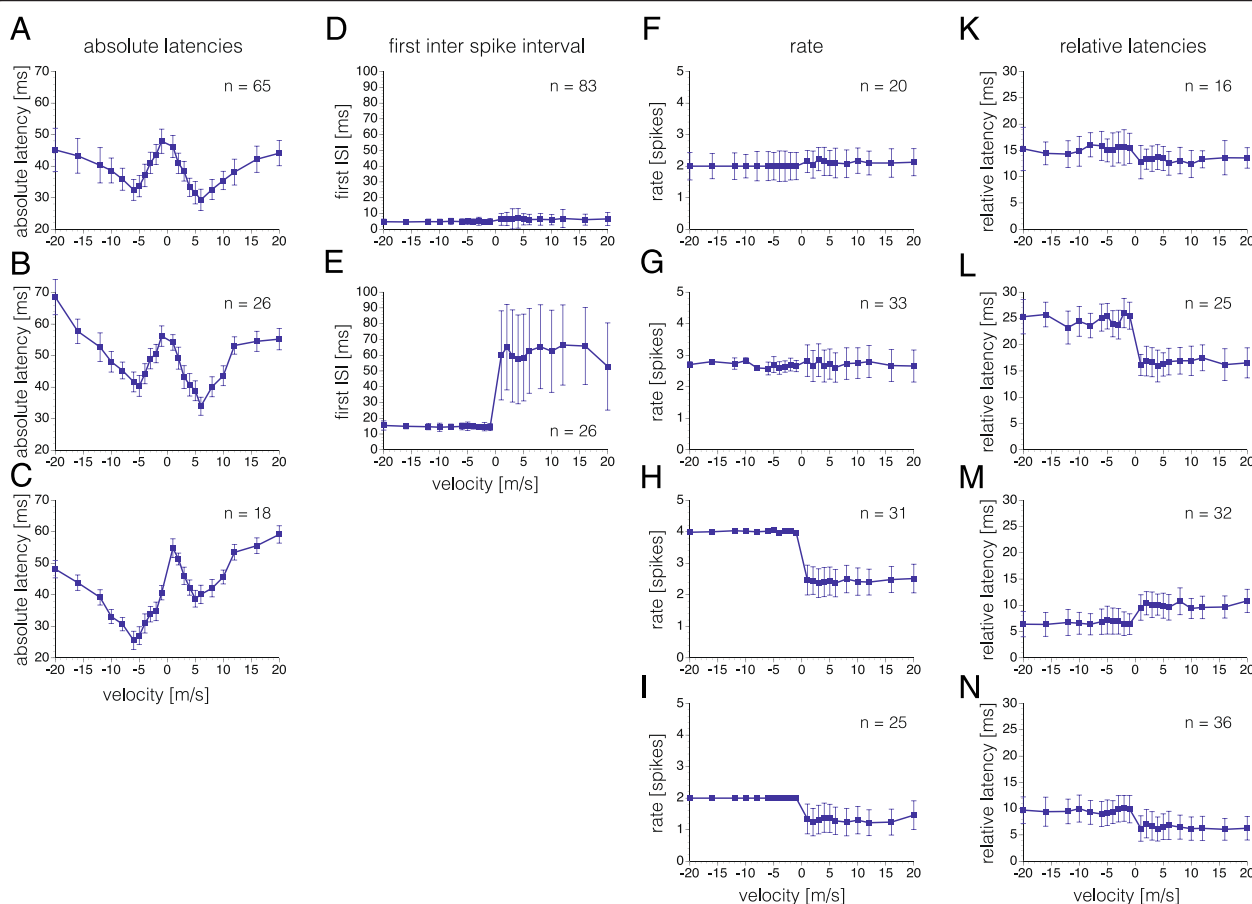 A
absolute latencies
absolute latency [ms]
70
60
50
40
30
20
n = 65
-20 -15 -10 -5 0 5 10 15 20
B
absolute latency [ms]
70
60
50
40
30
20
n = 26
-20 -15 -10 -5 0 5 10 15 20
C
absolute latency [ms]
70
60
50
40
30
20
n = 18
-20 -15 -10 -5 0 5 10 15 20
velocity [m/s]
D
first inter spike interval
first ISI [ms]
100
90
80
70
60
50
40
30
20
10
0
n = 83
-20 -15 -10 -5 0 5 10 15 20
E
first ISI [ms]
100
90
80
70
60
50
40
30
20
10
0
n = 26
-20 -15 -10 -5 0 5 10 15 20
velocity [m/s]
F
rate
rate [spikes]
5
4
3
2
1
0
n = 20
-20 -15 -10 -5 0 5 10 15 20
G
rate [spikes]
5
4
3
2
1
0
n = 33
-20 -15 -10 -5 0 5 10 15 20
H
rate [spikes]
5
4
3
2
1
0
n = 31
-20 -15 -10 -5 0 5 10 15 20
I
rate [spikes]
5
4
3
2
1
0
n = 25
-20 -15 -10 -5 0 5 10 15 20
velocity [m/s]
K
relative latencies
relative latency [ms]
30
25
20
15
10
5
0
n = 16
-20 -15 -10 -5 0 5 10 15 20
L
relative latency [ms]
30
25
20
15
10
5
0
n = 25
-20 -15 -10 -5 0 5 10 15 20
M
relative latency [ms]
30
25
20
15
10
5
0
n = 32
-20 -15 -10 -5 0 5 10 15 20
N
relative latency [ms]
30
25
20
15
10
5
0
n = 36
-20 -15 -10 -5 0 5 10 15 20
velocity [m/s]